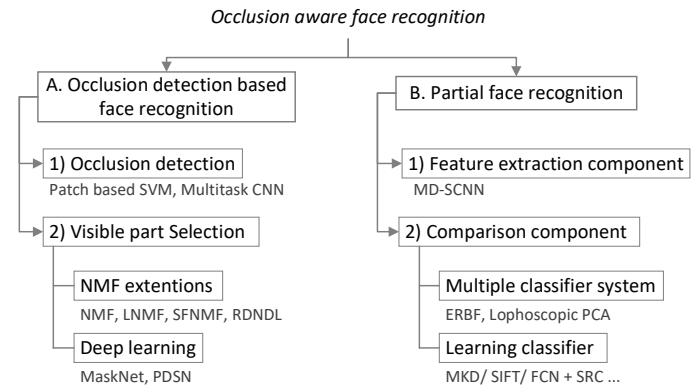 Occlusion aware face recognition
A. Occlusion detection based
face recognition
1) Occlusion detection
Patch based SVM, Multitask CNN
2) Visible part Selection
NMF extentions
NMF, LNMF, SFNMF, RDNDL
Deep learning
MaskNet, PDSN
B. Partial face recognition
1) Feature extraction component
MD-SCNN
2) Comparison component
Multiple classifier system
ERBF, Lophoscopic PCA
Learning classifier
MKD/ SIFT/ FCN + SRC ...